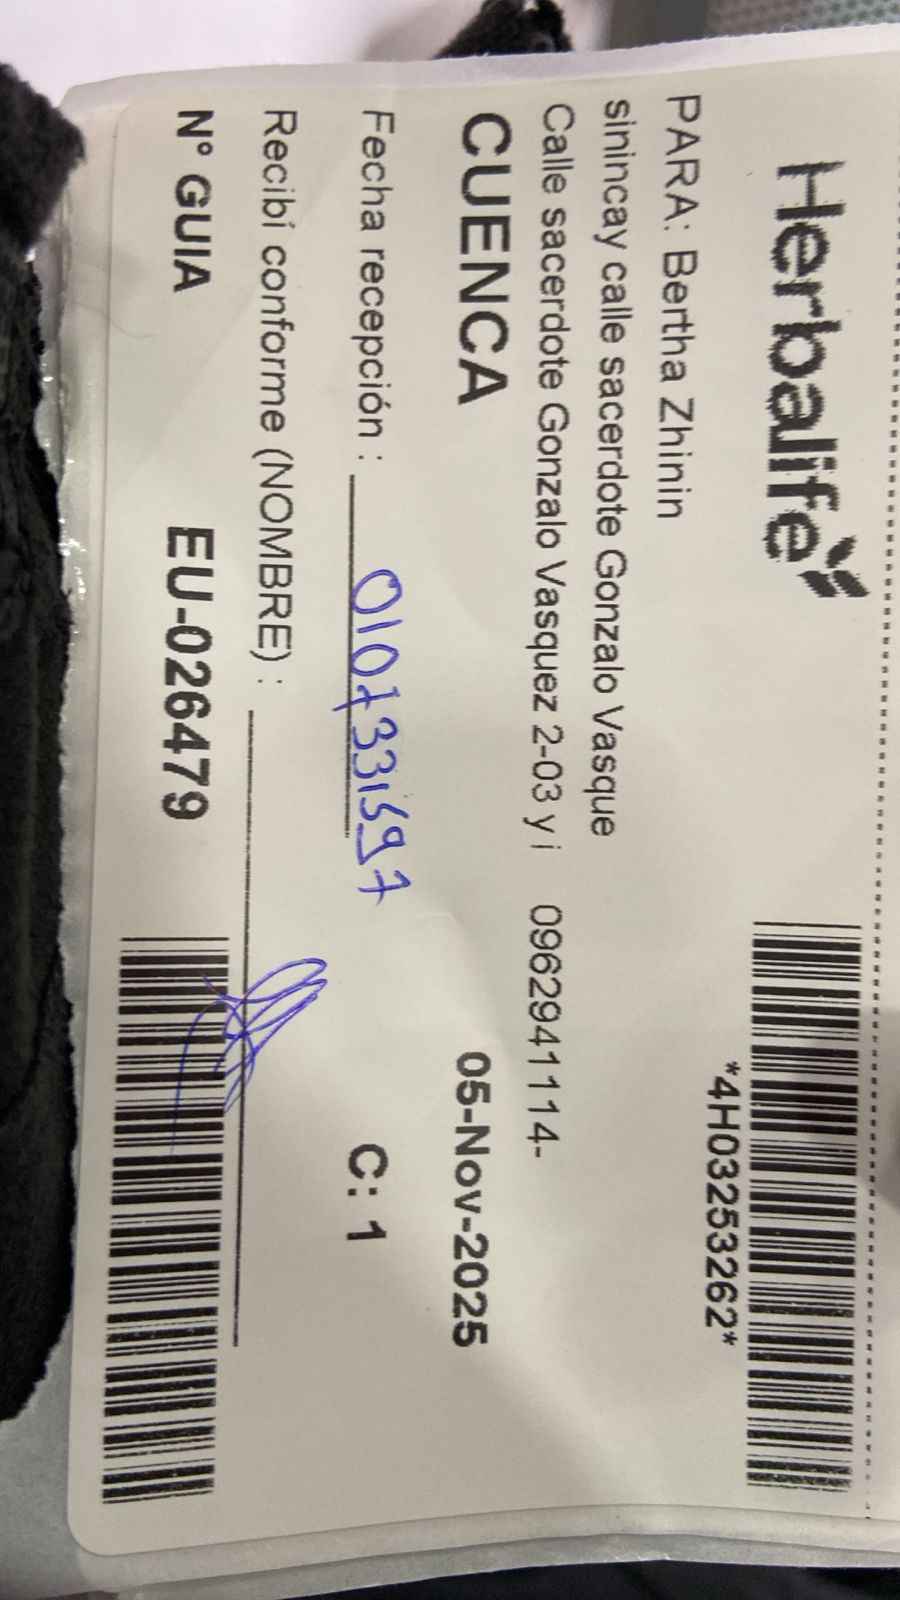 Herbalife
*4H03253262*
PARA: Bertha Zhinin
sinincay calle sacerdote Gonzalo Vasque
Calle sacerdote Gonzalo Vasquez 2-03 y i 0962941114-
CUENCA 05-Nov-2025
Fecha recepción : 0107331597 C: 1
Recibí conforme (NOMBRE) :
N° GUIA EU-026479